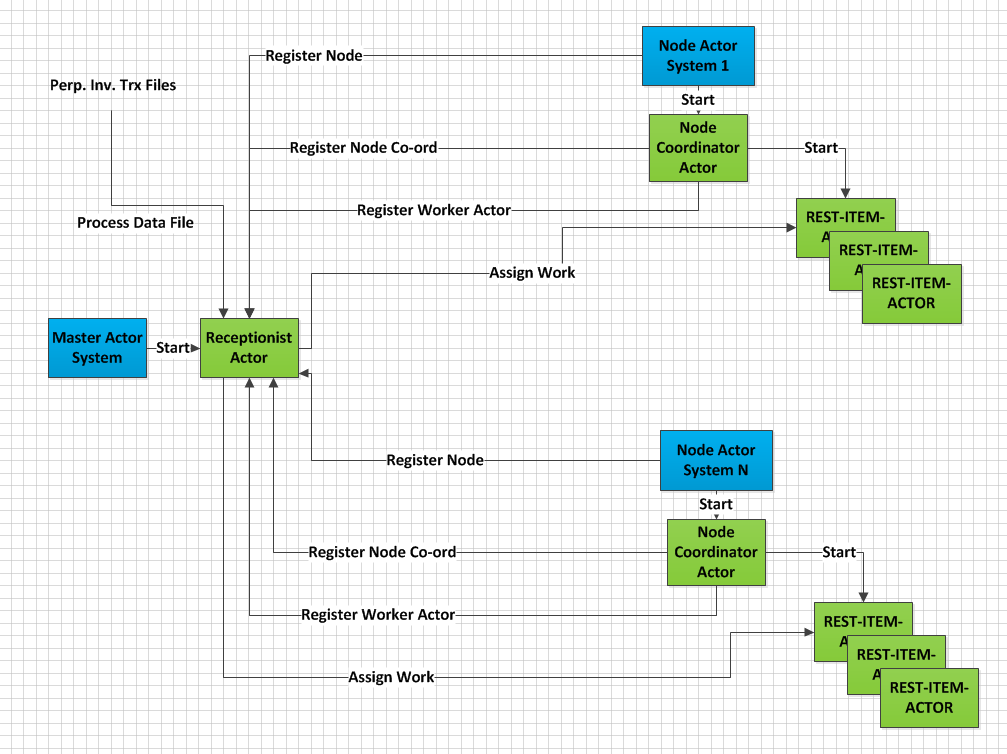 Register Node
Node Actor
System 1
Perp. Inv. Trx Files
Start
Node
Coordinator
Actor
Register Node Co-ord
Start
Register Worker Actor
Process Data File
REST-ITEM-
A
REST-ITEM-
A
REST-ITEM-
ACTOR
Assign Work
Master Actor
System
Start
Receptionist
Actor
Register Node
Node Actor
System N
Start
Node
Coordinator
Actor
Register Node Co-ord
Start
Register Worker Actor
REST-ITEM-
A
REST-ITEM-
A
REST-ITEM-
ACTOR
Assign Work